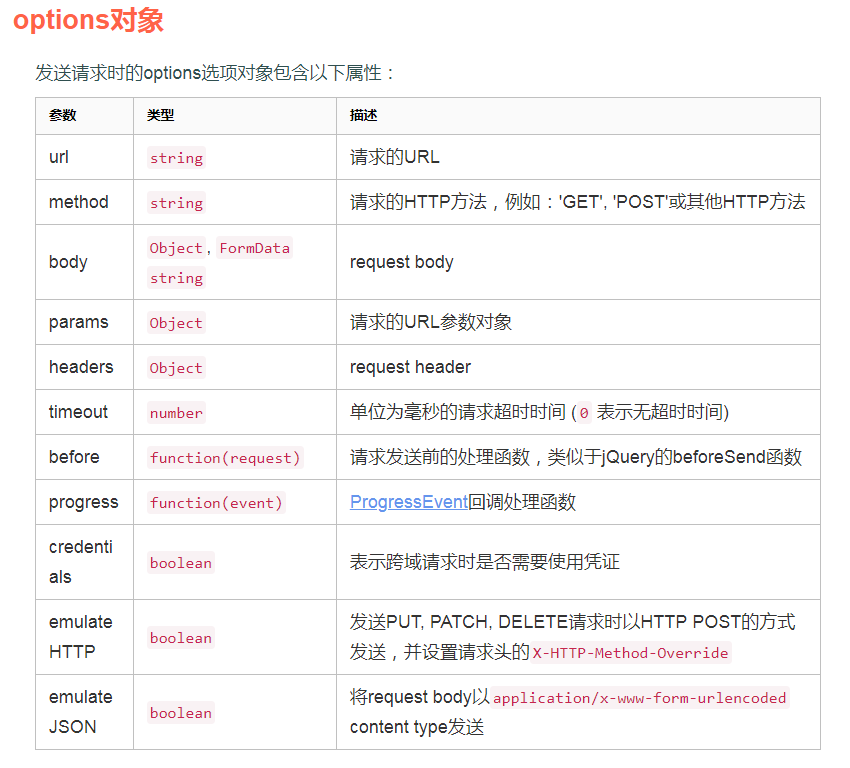 options对象
发送请求时的options选项对象包含以下属性：
参数 类型 描述
url string 请求的URL
method string 请求的HTTP方法，例如：'GET', 'POST'或其他HTTP方法
body Object, FormData string request body
params Object 请求的URL参数对象
headers Object request header
timeout number 单位为毫秒的请求超时时间 (0 表示无超时时间)
before function(request) 请求发送前的处理函数，类似于jQuery的beforeSend函数
progress function(event) ProgressEvent回调处理函数
credenti
als boolean 表示跨域请求时是否需要使用凭证
emulate
HTTP boolean 发送PUT, PATCH, DELETE请求时以HTTP POST的方式
发送，并设置请求头的X-HTTP-Method-Override
emulate
JSON boolean 将request body以application/x-www-form-urlencoded
content type发送